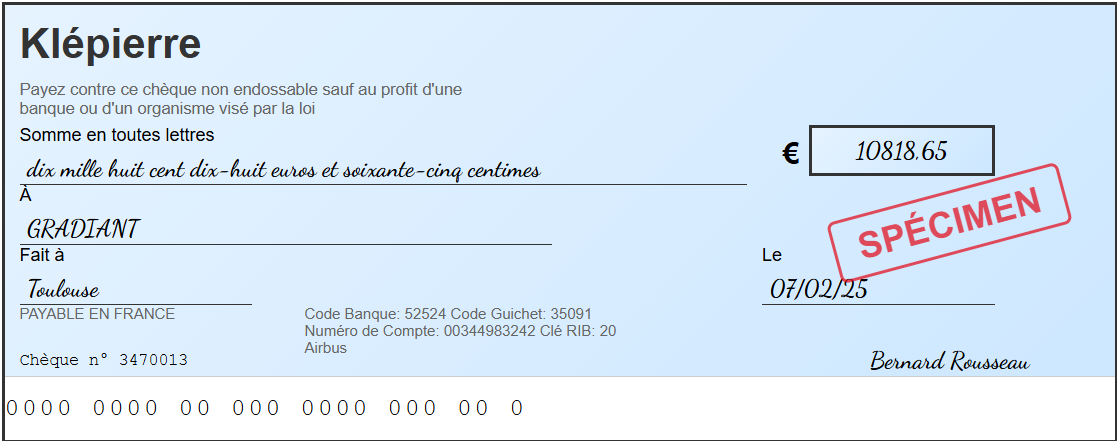 Klépierre
Payez contre ce chèque non endossable sauf au profit d'une
banque ou d'un organisme visé par la loi
Somme en toutes lettres
dix mille huit cent dix-huit euros et soixante-cinq centimes
€ 10818.65
À
GRADIANT
SPÉCIMEN
Fait à
Le
Toulouse
07/02/25
PAYABLE EN FRANCE
Code Banque: 52524 Code Guichet: 35091
Numéro de Compte: 00344983242 Clé RIB: 20
Airbus
Chèque n° 3470013
Bernard Rousseau
0000 0000 00 000 0000 000 00 0